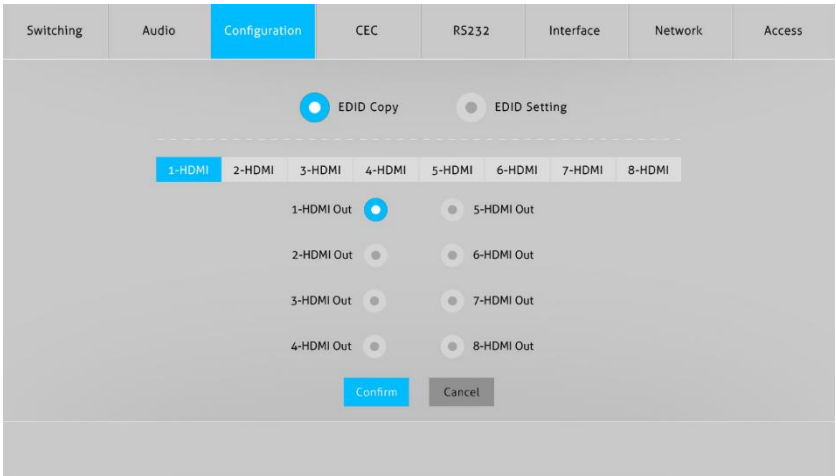 Switching Audio Configuration CEC RS232 Interface Network Access
EDID Copy EDID Setting
1-HDMI 2-HDMI 3-HDMI 4-HDMI 5-HDMI 6-HDMI 7-HDMI 8-HDMI
1-HDMI Out 5-HDMI Out
2-HDMI Out 6-HDMI Out
3-HDMI Out 7-HDMI Out
4-HDMI Out 8-HDMI Out
Confirm Cancel